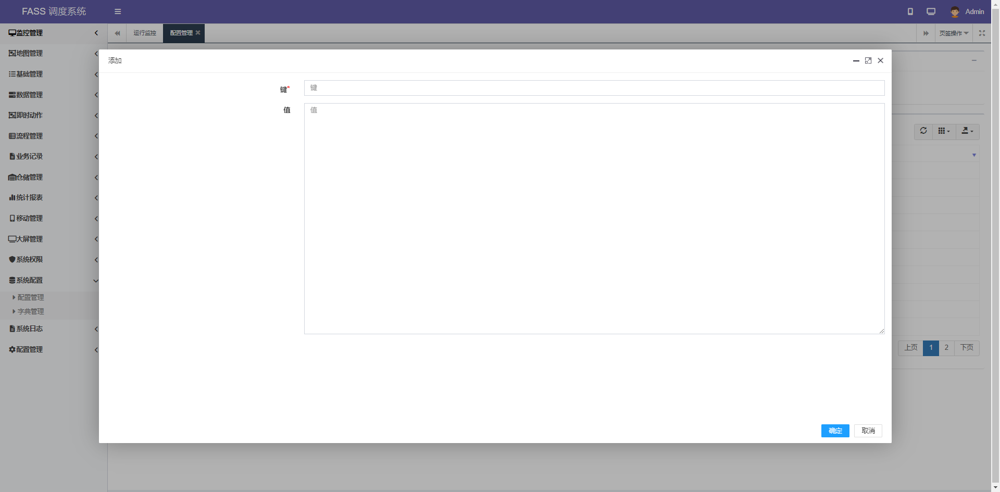 FASS 调度系统
Admin
监控管理
地图管理
基础管理
数据管理
即时动作
流程管理
业务记录
仓储管理
统计报表
移动管理
大屏管理
系统权限
系统配置
配置管理
字典管理
系统日志
配置管理
运行监控
配置管理
页签操作
添加
键*
键
值
值
上页
1
2
下页
确定
取消